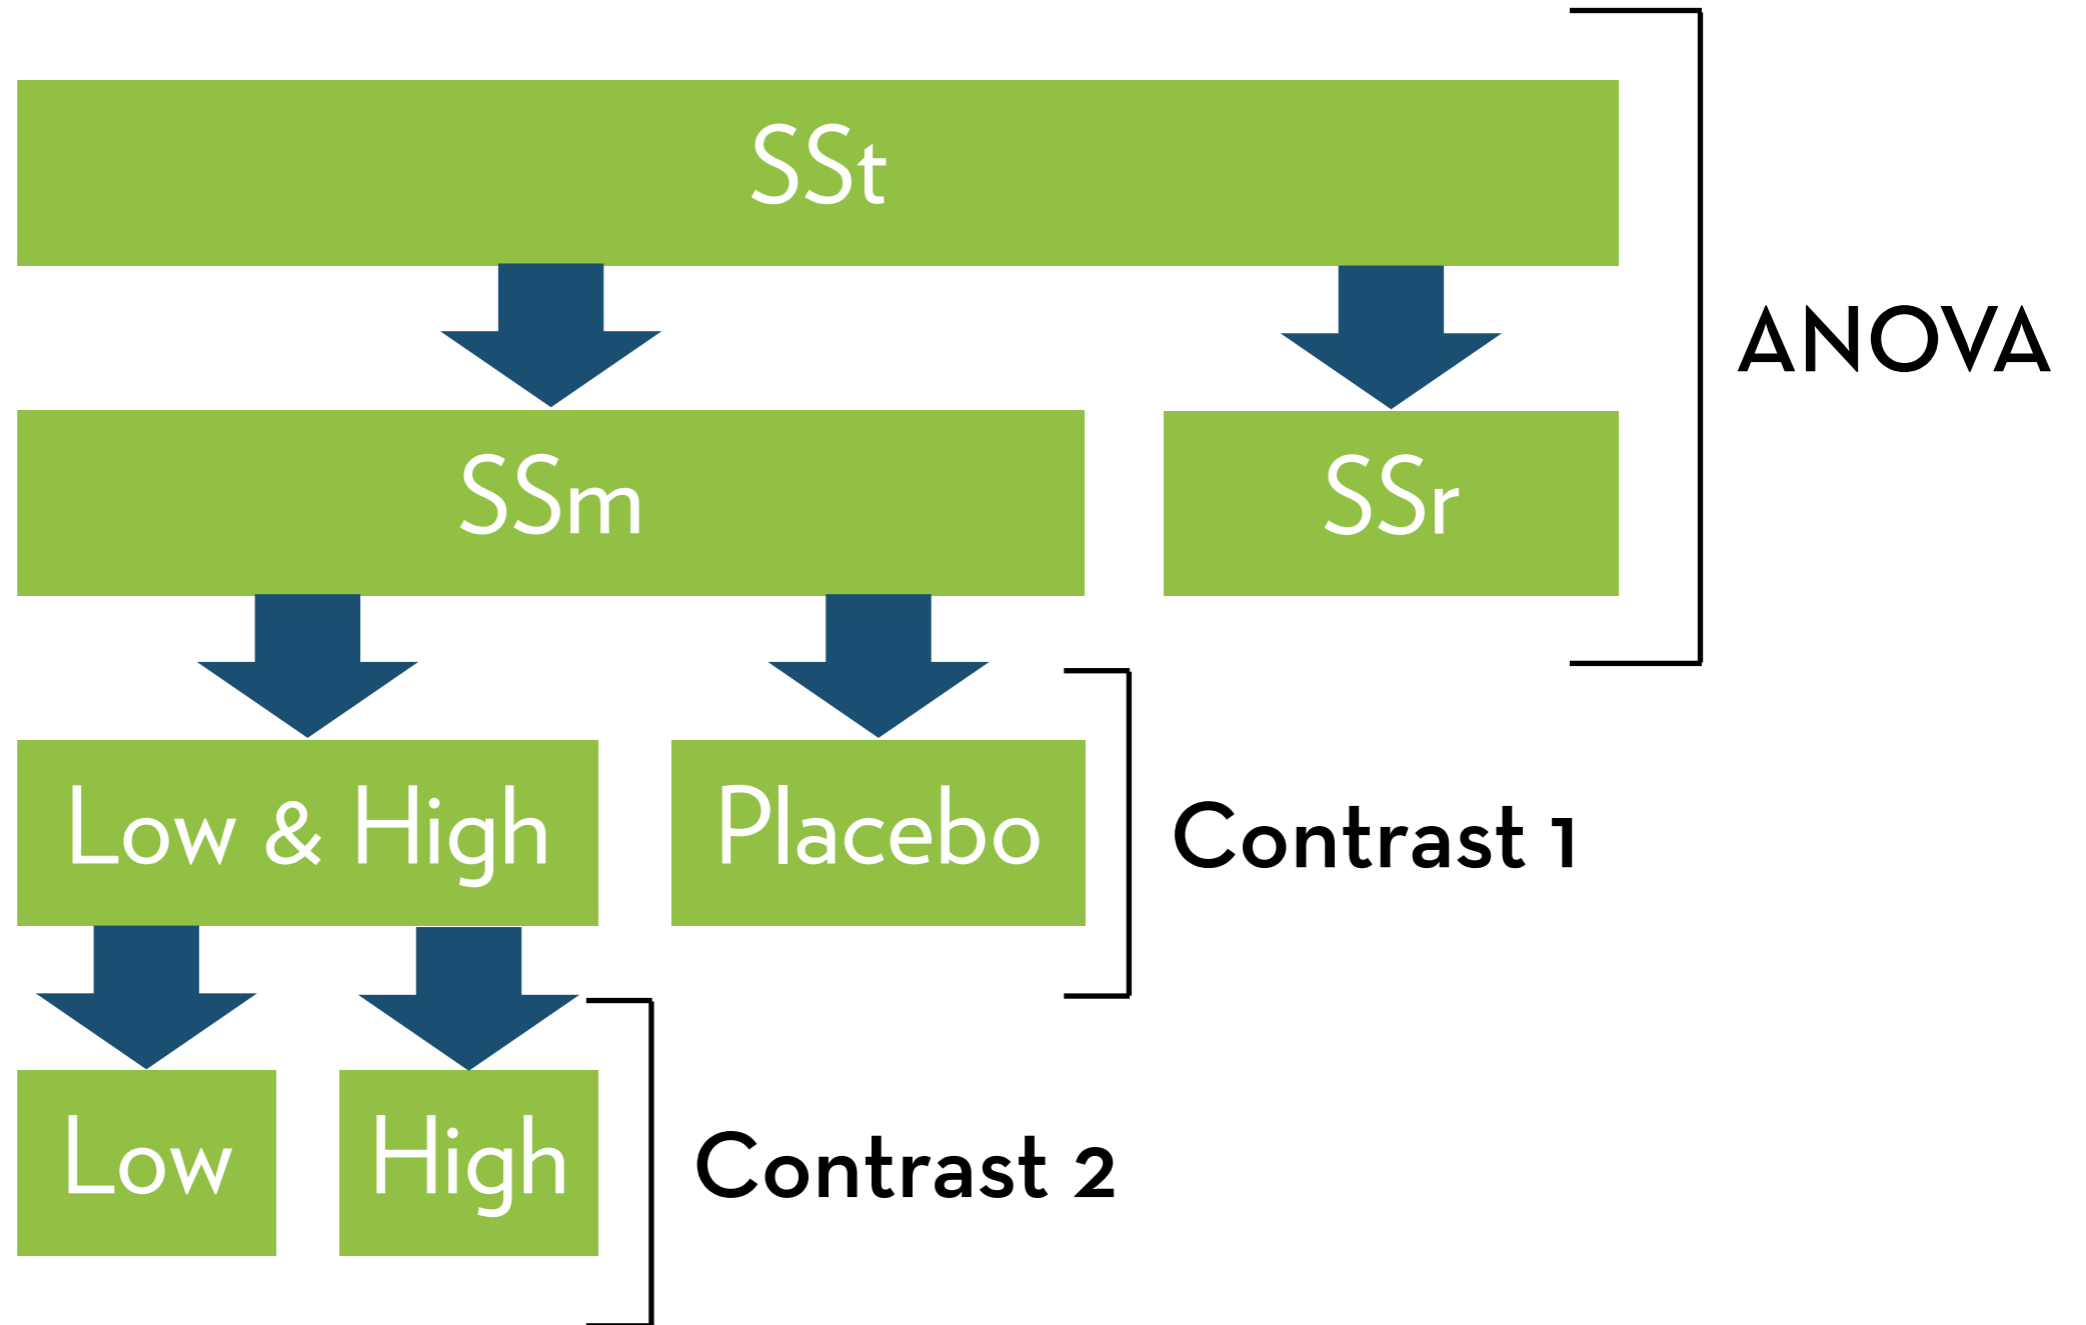 SSt
ANOVA
SSm
SSr
Low & High
Placebo
Contrast 1
Low
High
Contrast 2